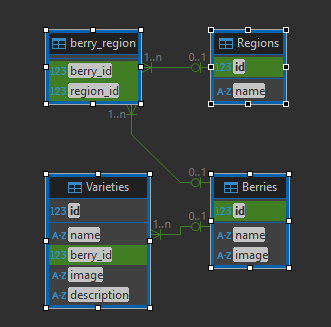 berry_region
123 berry_id
123 region_id
1..n
0..1
Regions
123 id
A-Z name
1..n
0..1
Varieties
123 id
A-Z name
123 berry_id
A-Z image
A-Z description
1..n
0..1
Berries
123 id
A-Z name
A-Z image